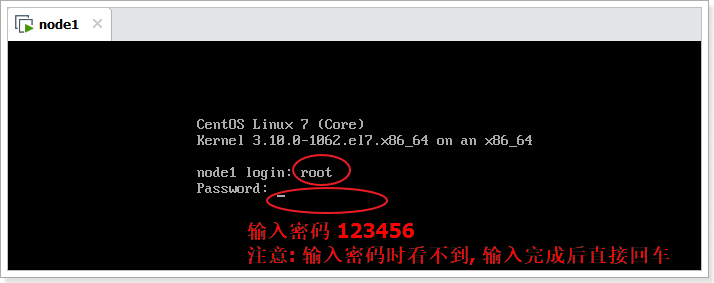 node1
CentOS Linux 7 (Core)
Kernel 3.10.0-1062.el7.x86_64 on an x86_64
node1 login: root
Password: _
输入密码 123456
注意: 输入密码时看不到, 输入完成后直接回车